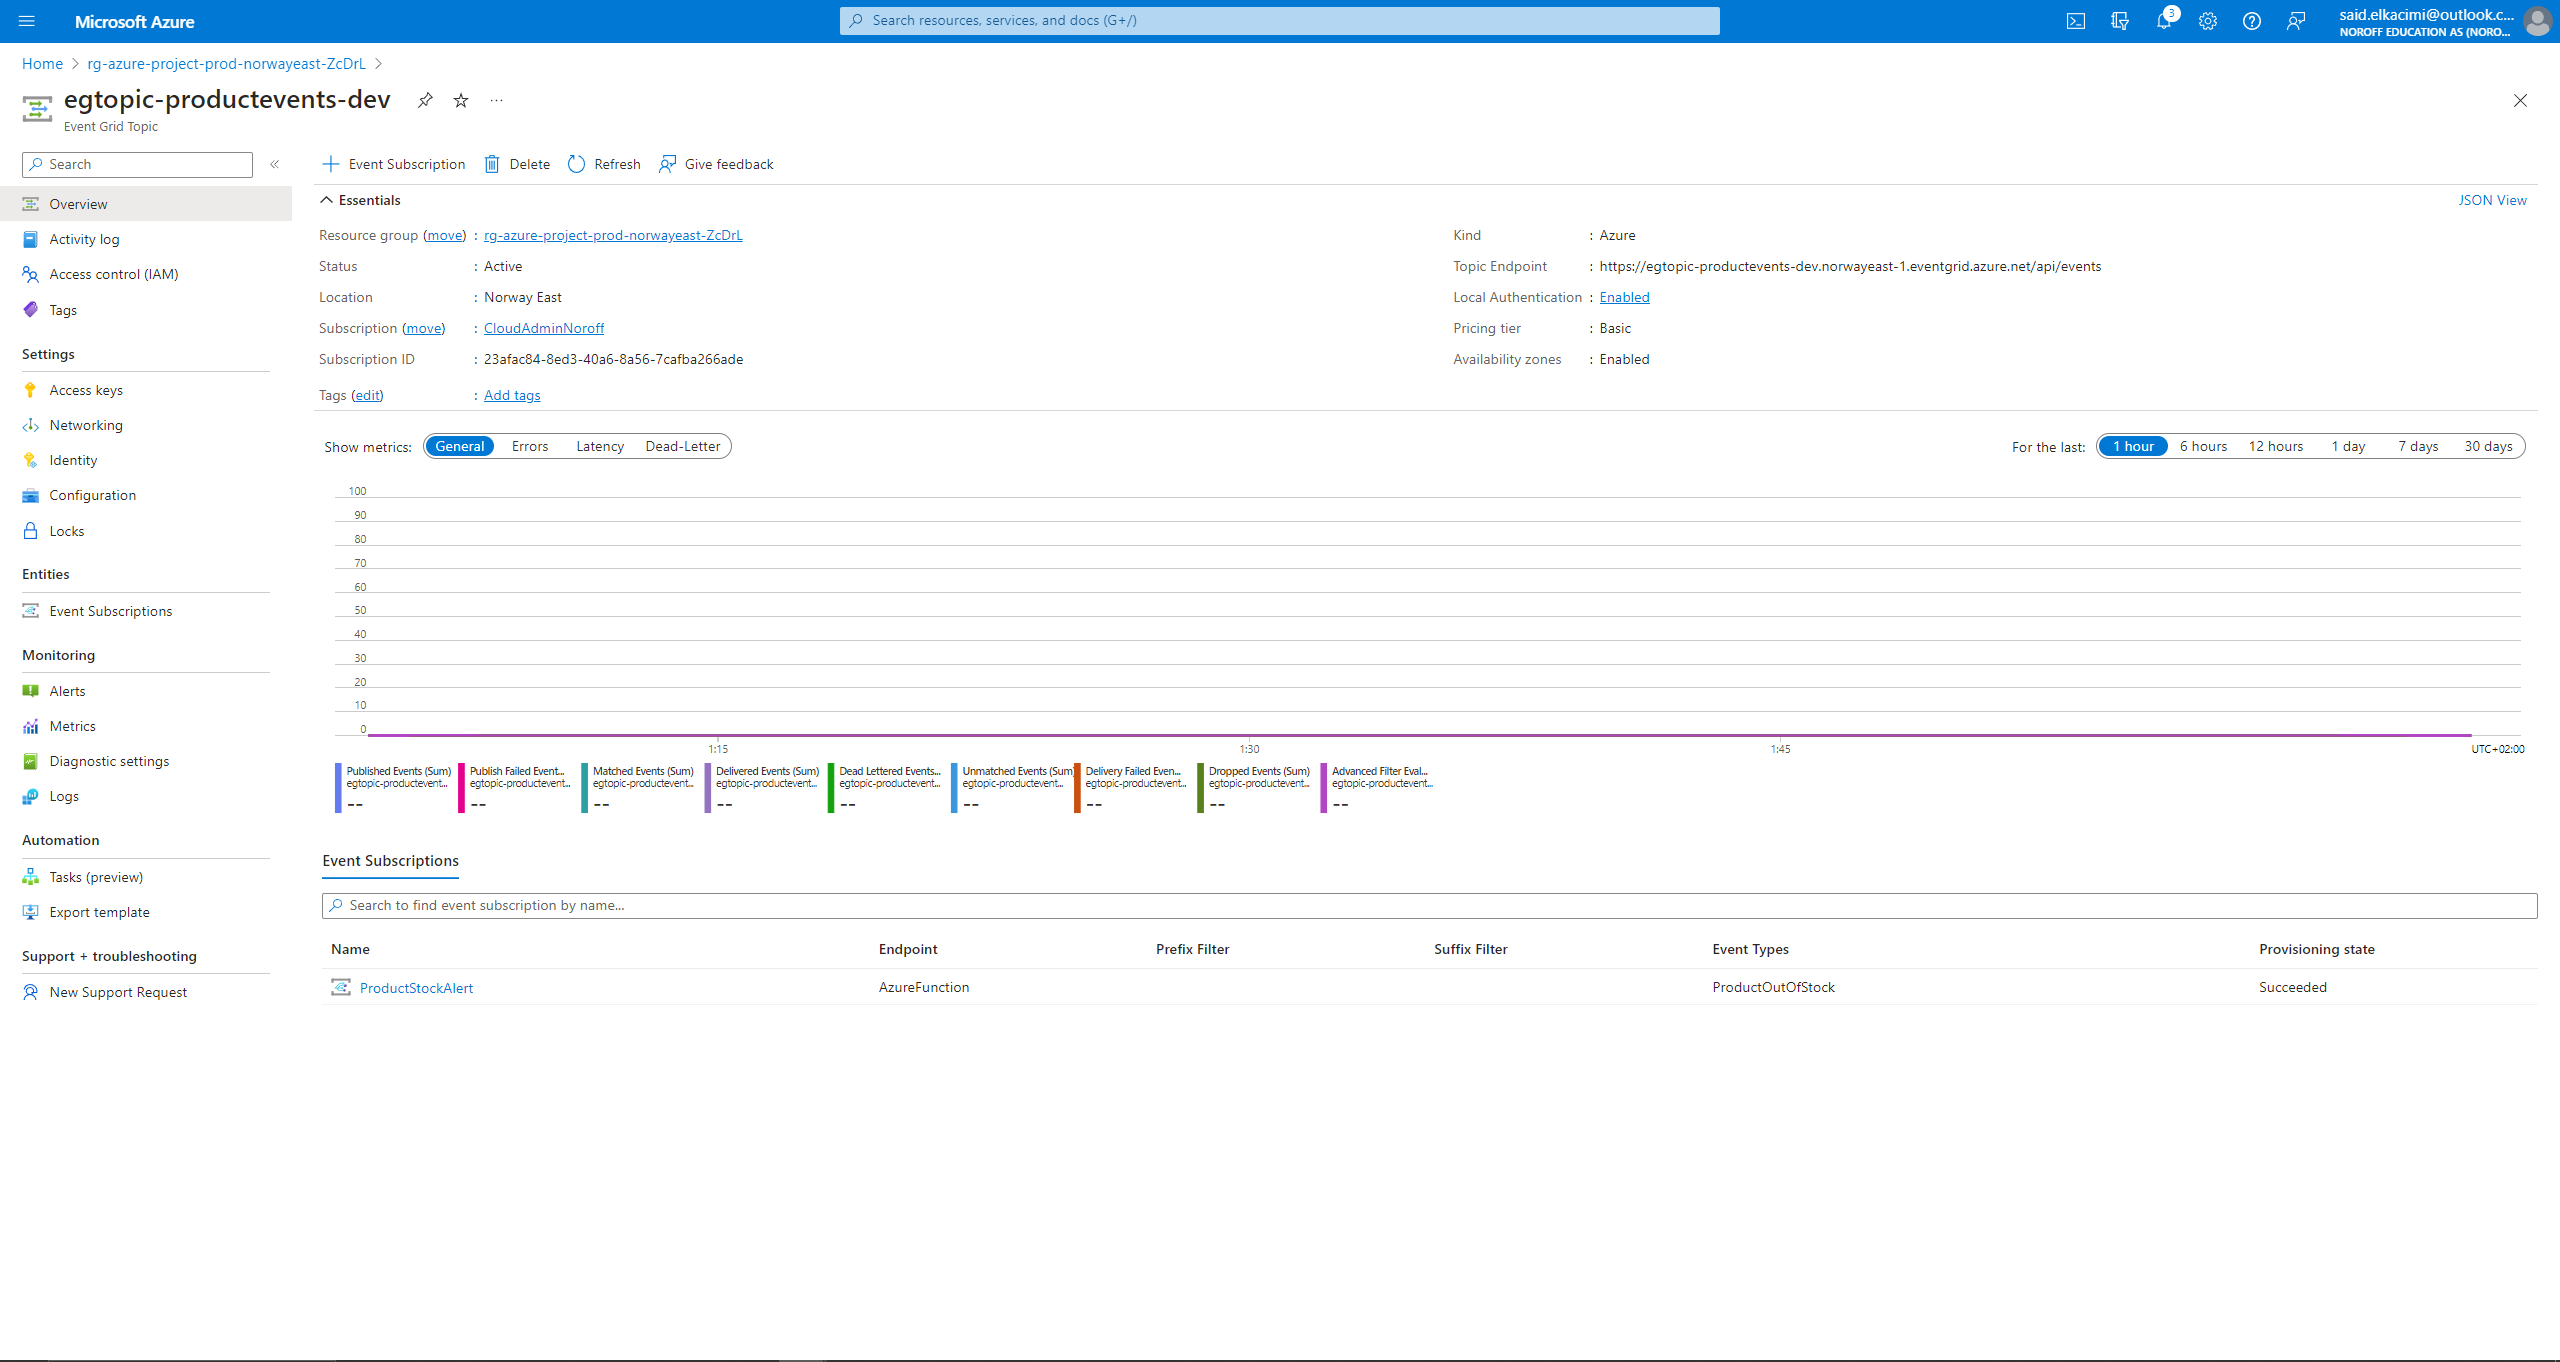 Microsoft Azure
Search resources, services, and docs (G+/)
3
said.elkacimi@outlook.c...
NOROFF EDUCATION AS (NORO...
Home > rg-azure-project-prod-norwayeast-ZcDrL >
egtopic-productevents-dev
Event Grid Topic
Search
Overview
Activity log
Access control (IAM)
Tags
Settings
Access keys
Networking
Identity
Configuration
Locks
Entities
Event Subscriptions
Monitoring
Alerts
Metrics
Diagnostic settings
Logs
Automation
Tasks (preview)
Export template
Support + troubleshooting
New Support Request
Event Subscription Delete Refresh Give feedback
Essentials
JSON View
Resource group (move) : rg-azure-project-prod-norwayeast-ZcDrL
Status : Active
Location : Norway East
Subscription (move) : CloudAdminNoroff
Subscription ID : 23afac84-8ed3-40a6-8a56-7cafba266ade
Tags (edit) : Add tags
Kind : Azure
Topic Endpoint : https://egtopic-productevents-dev.norwayeast-1.eventgrid.azure.net/api/events
Local Authentication : Enabled
Pricing tier : Basic
Availability zones : Enabled
Show metrics: General Errors Latency Dead-Letter
For the last: 1 hour 6 hours 12 hours 1 day 7 days 30 days
100
90
80
70
60
50
40
30
20
10
0
1:15 1:30 1:45 UTC+02:00
Published Events (Sum)
egtopic-productevent...
--
Publish Failed Event...
egtopic-productevent...
--
Matched Events (Sum)
egtopic-productevent...
--
Delivered Events (Sum)
egtopic-productevent...
--
Dead Lettered Events...
egtopic-productevent...
--
Unmatched Events (Sum)
egtopic-productevent...
--
Delivery Failed Even...
egtopic-productevent...
--
Dropped Events (Sum)
egtopic-productevent...
--
Advanced Filter Eval...
egtopic-productevent...
--
Event Subscriptions
Search to find event subscription by name...
Name Endpoint Prefix Filter Suffix Filter Event Types Provisioning state
ProductStockAlert AzureFunction ProductOutOfStock Succeeded